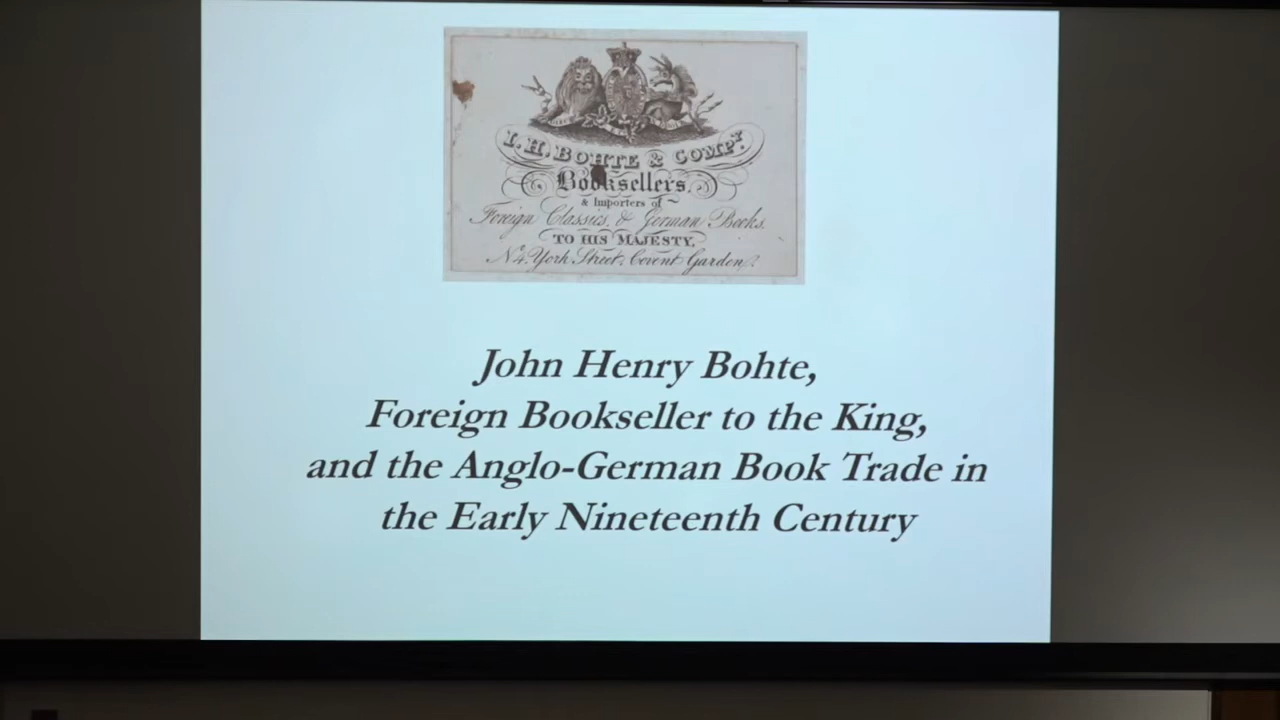 I. H. BOHTE & COMPY.
Booksellers,
& Importers of
Foreign Classics, & German Books,
TO HIS MAJESTY,
No. 4, York Street, Covent Garden.
John Henry Bohte,
Foreign Bookseller to the King,
and the Anglo-German Book Trade in
the Early Nineteenth Century